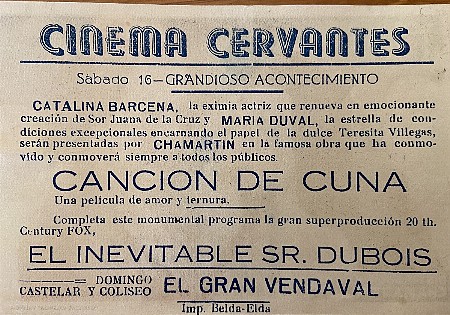 CINEMA CERVANTES
Sábado 16—GRANDIOSO ACONTECIMIENTO
CATALINA BARCENA, la eximia actriz que renueva en emocionante
creación de Sor Juana de la Cruz y MARIA DUVAL, la estrella de con-
diciones excepcionales encarnando el papel de la dulce Teresita Villegas,
serán presentadas por CHAMARTIN en la famosa obra que ha conmo-
vido y conmoverá siempre a todos los públicos.
CANCION DE CUNA
Una película de amor y ternura.
Completa este monumental programa la gran superproducción 20 th.
Century FOX,
EL INEVITABLE SR. DUBOIS
DOMINGO
CASTELAR Y COLISEO EL GRAN VENDAVAL
Imp. Belda-Elda